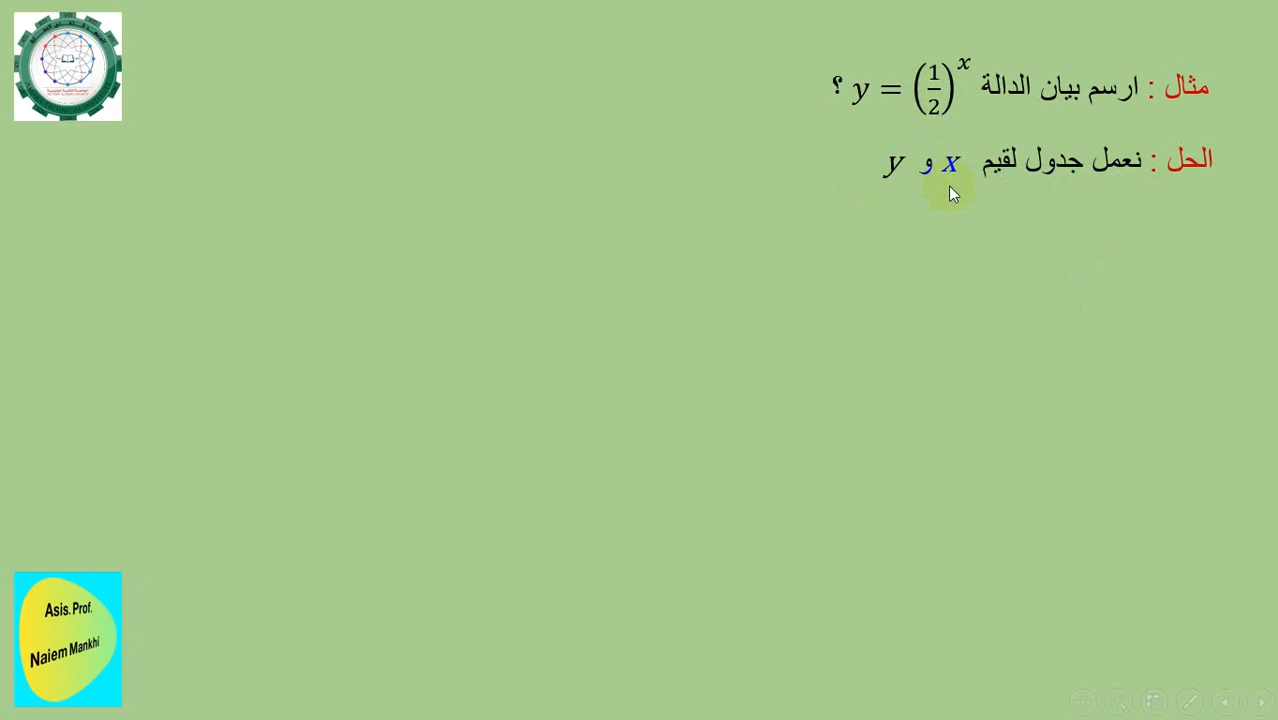 مثال : ارسم بيان الدالة y = (1/2)^x ؟
الحل : نعمل جدول لقيم x و y
Asis. Prof.
Naiem Mankhi